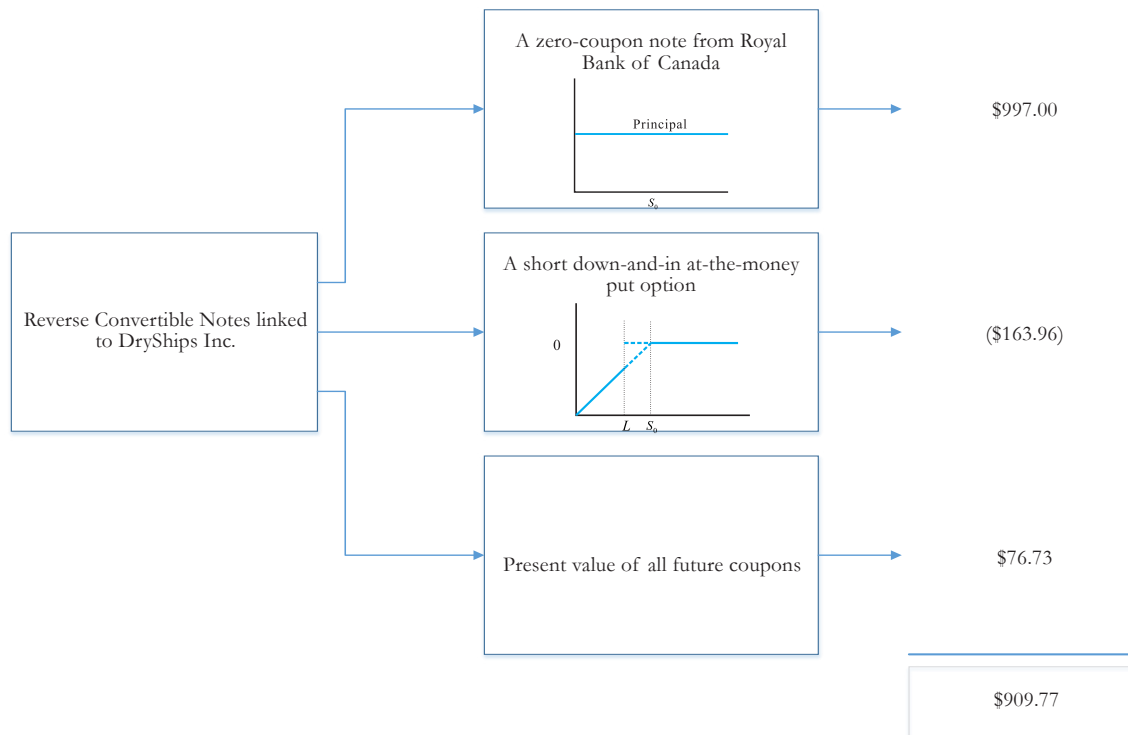 A zero-coupon note from Royal
Bank of Canada
Principal
S₀
$997.00
Reverse Convertible Notes linked
to DryShips Inc.
A short down-and-in at-the-money
put option
0
L S₀
($163.96)
Present value of all future coupons
$76.73
$909.77